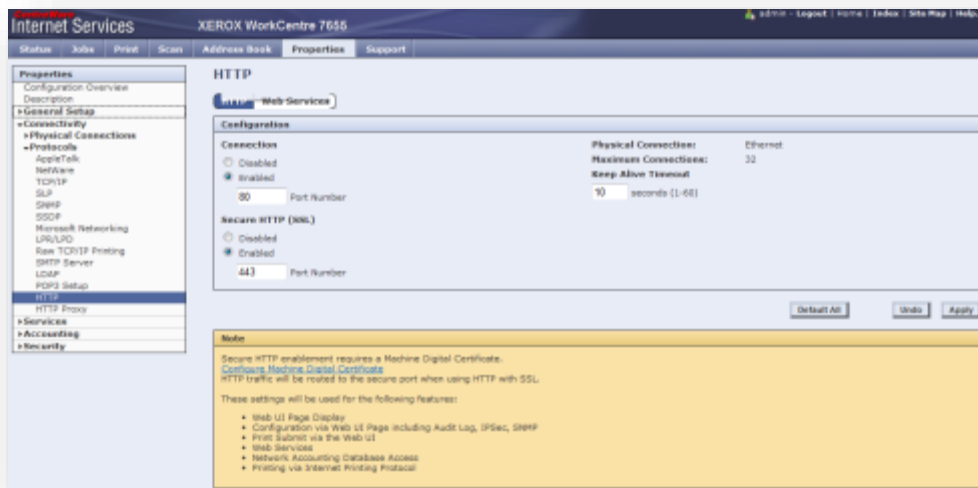 CentreWare
Internet Services
XEROX WorkCentre 7655
admin - Logout | Home | Index | Site Map | Help
Status Jobs Print Scan Address Book Properties Support
Properties
Configuration Overview
Description
General Setup
Connectivity
Physical Connections
Protocols
AppleTalk
NetWare
TCP/IP
SLP
SNMP
SSDP
Microsoft Networking
LPR/LPD
Raw TCP/IP Printing
SMTP Server
LDAP
POP3 Setup
HTTP
HTTP Proxy
Services
Accounting
Security
HTTP
HTTP Web Services
Configuration
Connection
Disabled
Enabled
80 Port Number
Secure HTTP (SSL)
Disabled
Enabled
443 Port Number
Physical Connection: Ethernet
Maximum Connections: 32
Keep Alive Timeout
10 seconds (1-60)
Default All Undo Apply
Note
Secure HTTP enablement requires a Machine Digital Certificate.
Configure Machine Digital Certificate
HTTP traffic will be routed to the secure port when using HTTP with SSL.
These settings will be used for the following features:
• Web UI Page Display
• Configuration via Web UI Page including Audit Log, IPSec, SNMP
• Print Submit via the Web UI
• Web Services
• Network Accounting Database Access
• Printing via Internet Printing Protocol